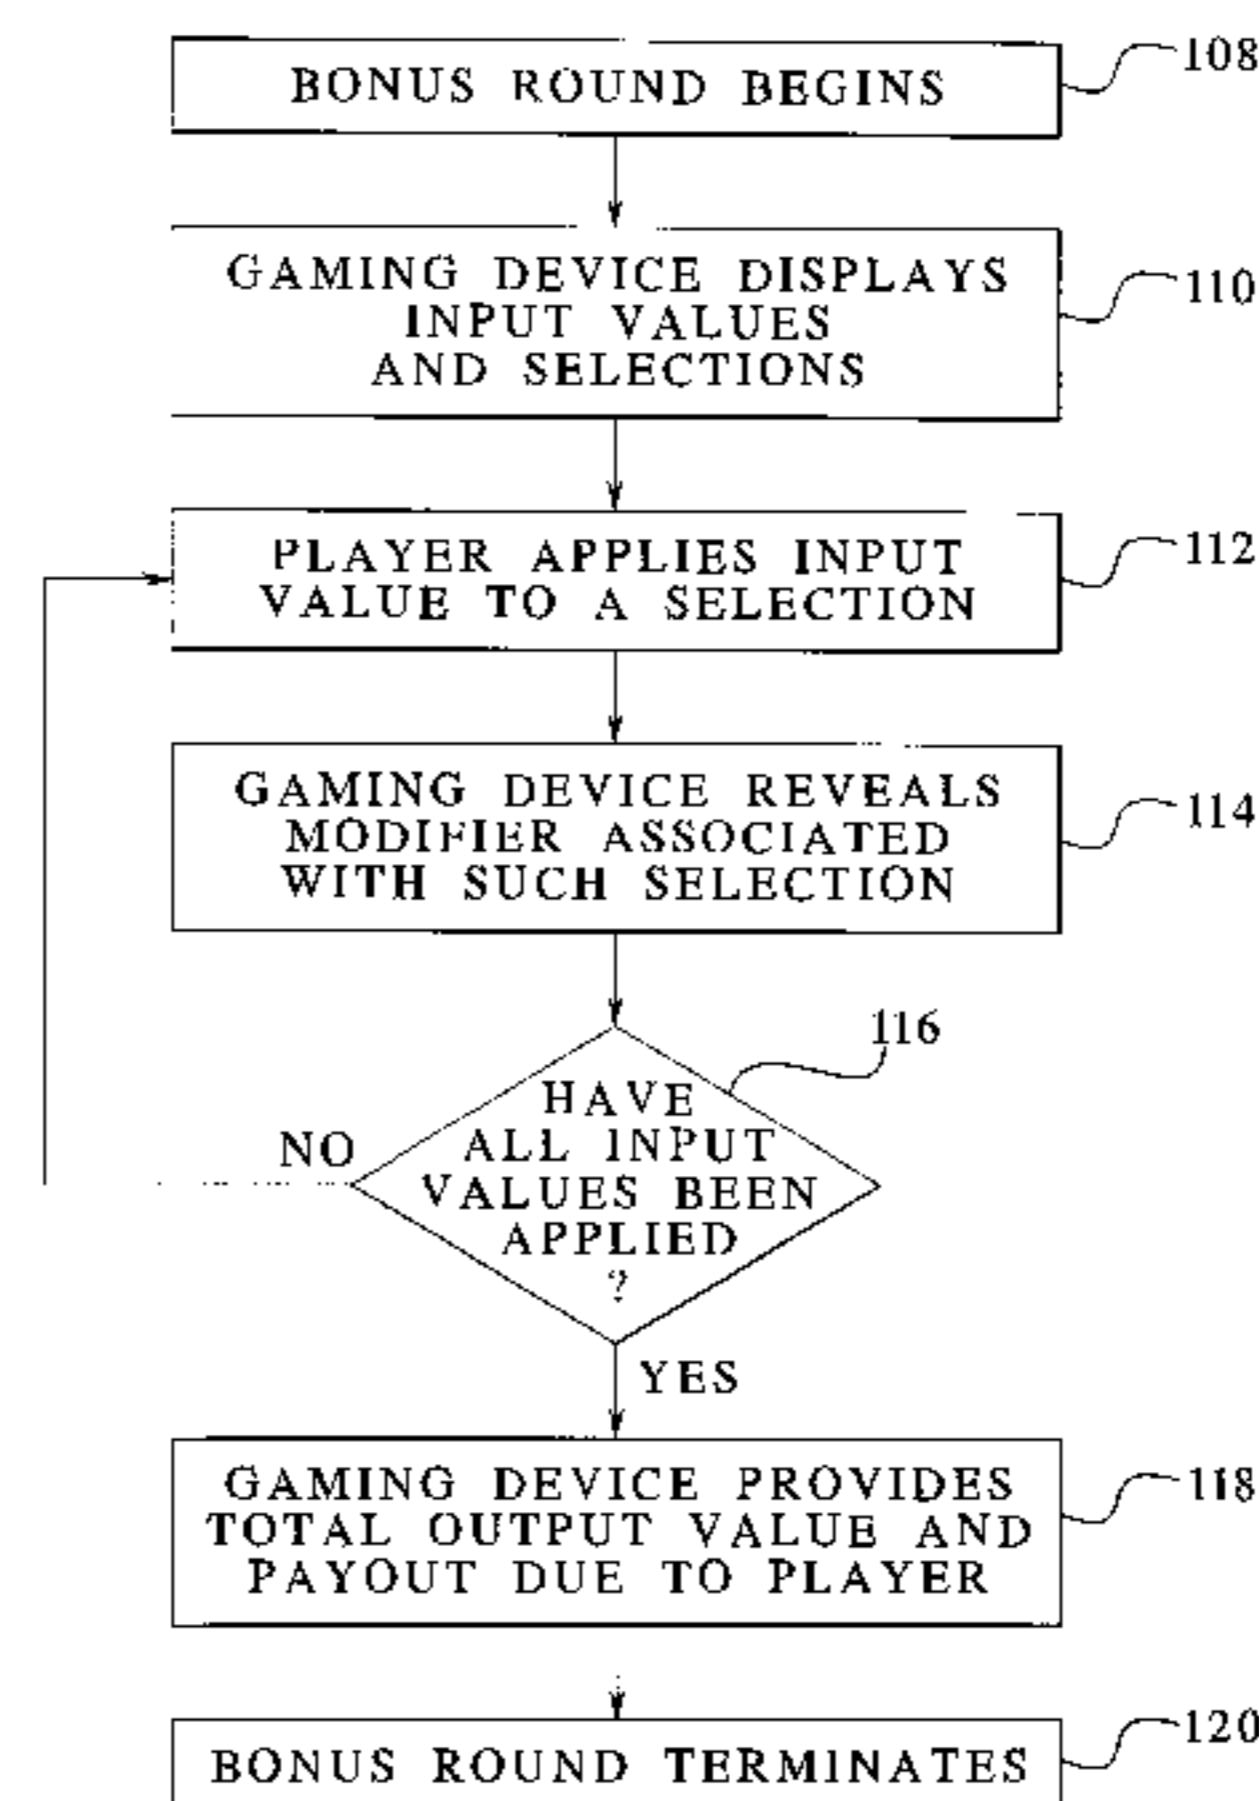 BONUS ROUND BEGINS
108
GAMING DEVICE DISPLAYS
INPUT VALUES
AND SELECTIONS
110
PLAYER APPLIES INPUT
VALUE TO A SELECTION
112
GAMING DEVICE REVEALS
MODIFIER ASSOCIATED
WITH SUCH SELECTION
114
116
HAVE
ALL INPUT
VALUES BEEN
APPLIED
?
NO
YES
GAMING DEVICE PROVIDES
TOTAL OUTPUT VALUE AND
PAYOUT DUE TO PLAYER
118
BONUS ROUND TERMINATES
120